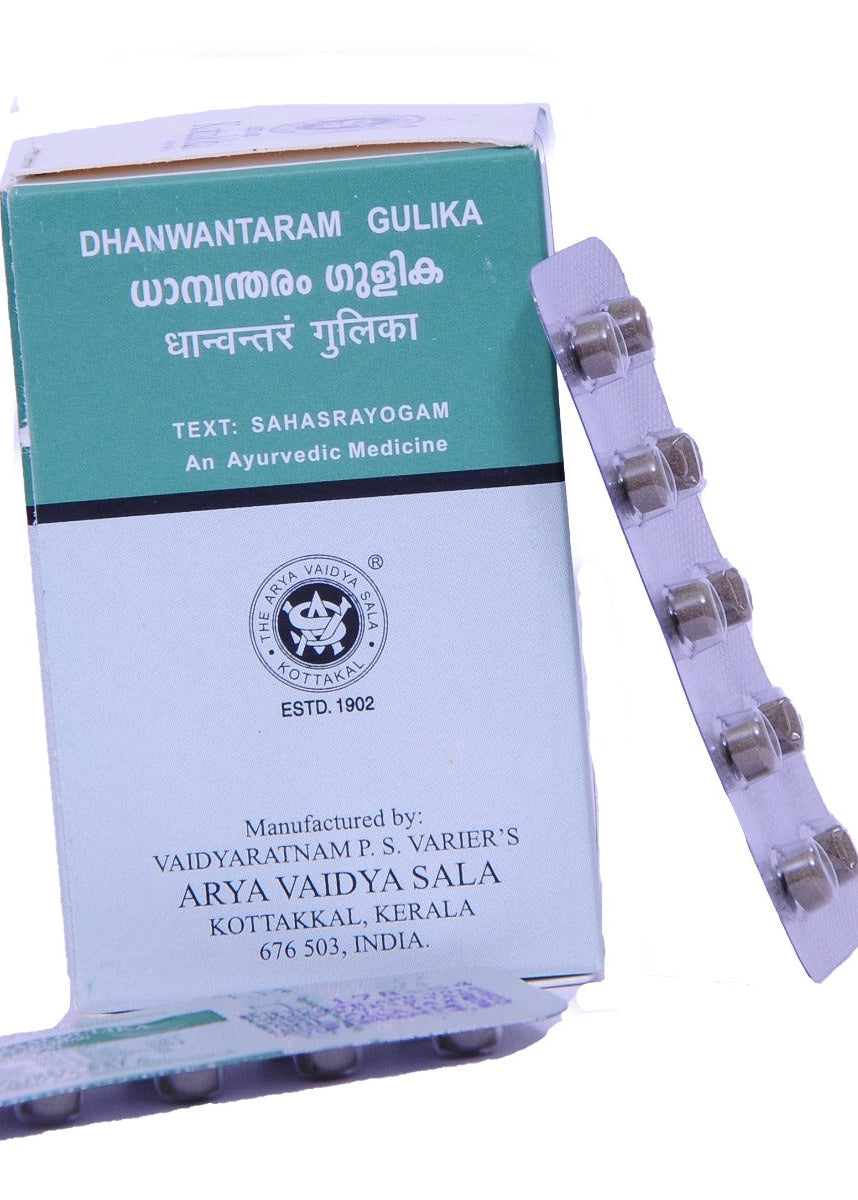 DHANWANTARAM GULIKA
ധാന്വന്തരം ഗുളിക
धान्वन्तरं गुलिका
TEXT: SAHASRAYOGAM
An Ayurvedic Medicine
THE ARYA VAIDYA SALA
KOTTAKAL
®
ESTD. 1902
Manufactured by:
VAIDYARATNAM P. S. VARIER'S
ARYA VAIDYA SALA
KOTTAKKAL, KERALA
676 503, INDIA.